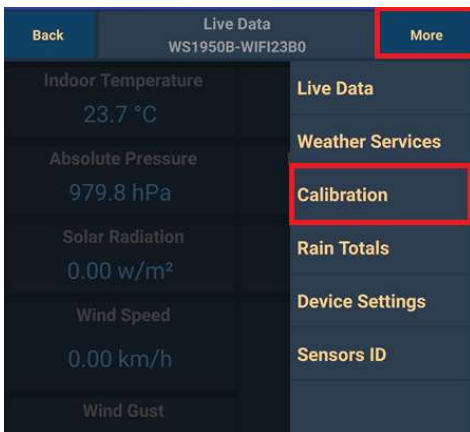 Back
Live Data
WS1950B-WIFI23B0
More
Indoor Temperature
23.7 °C
Absolute Pressure
979.8 hPa
Solar Radiation
0.00 w/m²
Wind Speed
0.00 km/h
Wind Gust
Live Data
Weather Services
Calibration
Rain Totals
Device Settings
Sensors ID